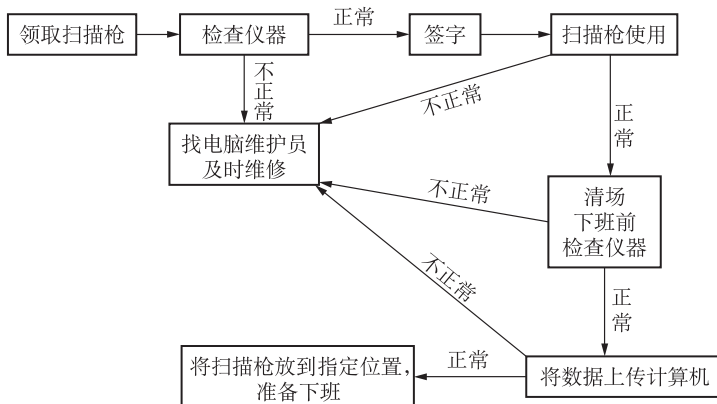 领取扫描枪
检查仪器
正常
签字
扫描枪使用
不正常
不正常
正常
找电脑维护员
及时维修
不正常
清场
下班前
检查仪器
不正常
正常
将扫描枪放到指定位置，
准备下班
正常
将数据上传计算机